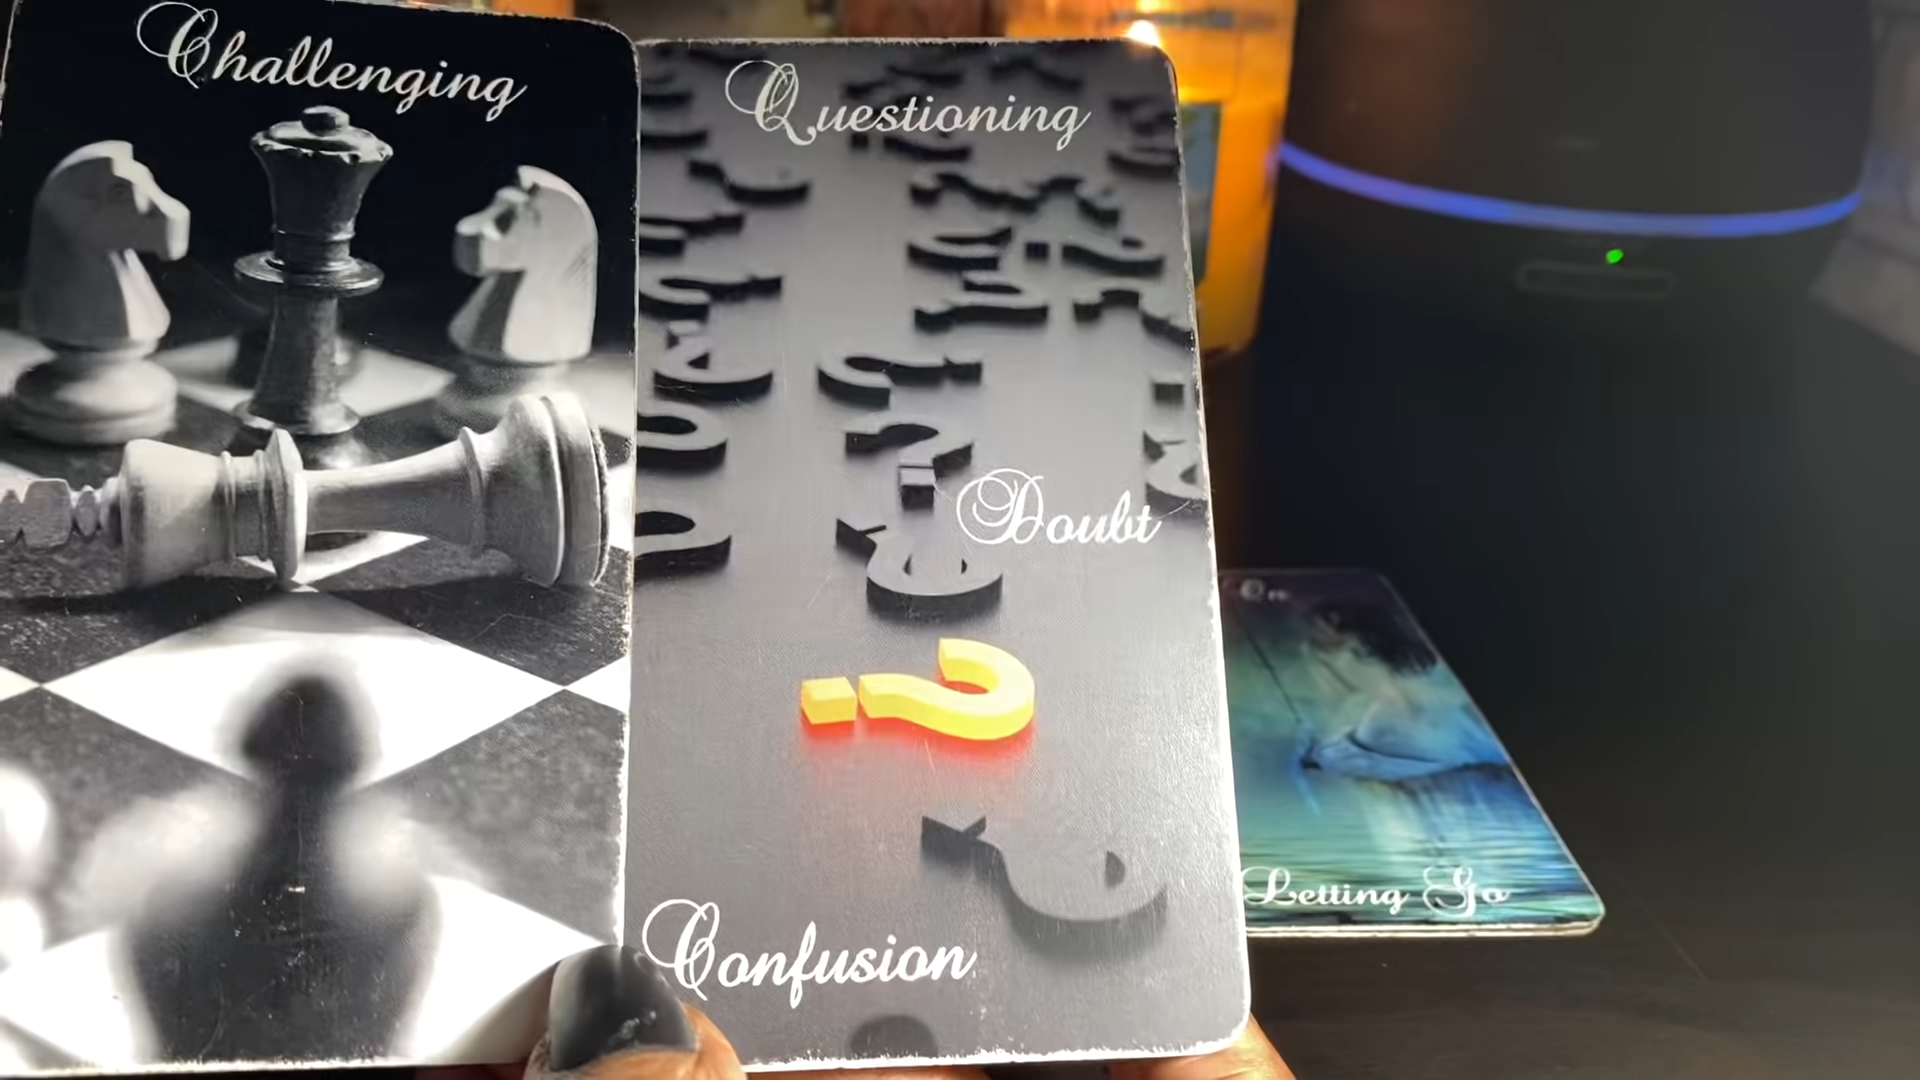 Challenging
Questioning
Doubt
Confusion
Letting Go